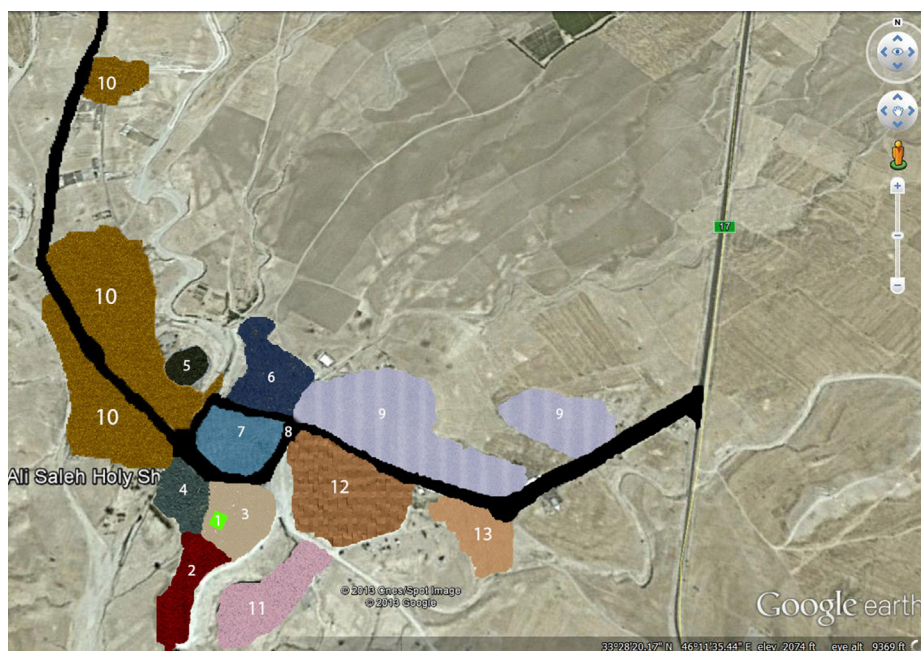 N
10
17
10
5
6
10
9
9
7
8
Ali Saleh Holy Sh
4
12
1
3
13
2
11
© 2013 Cnes/Spot Image
© 2013 Google
Google earth
33°28'20.17" N 46°11'35.44" E elev 2074 ft eye alt 9369 ft